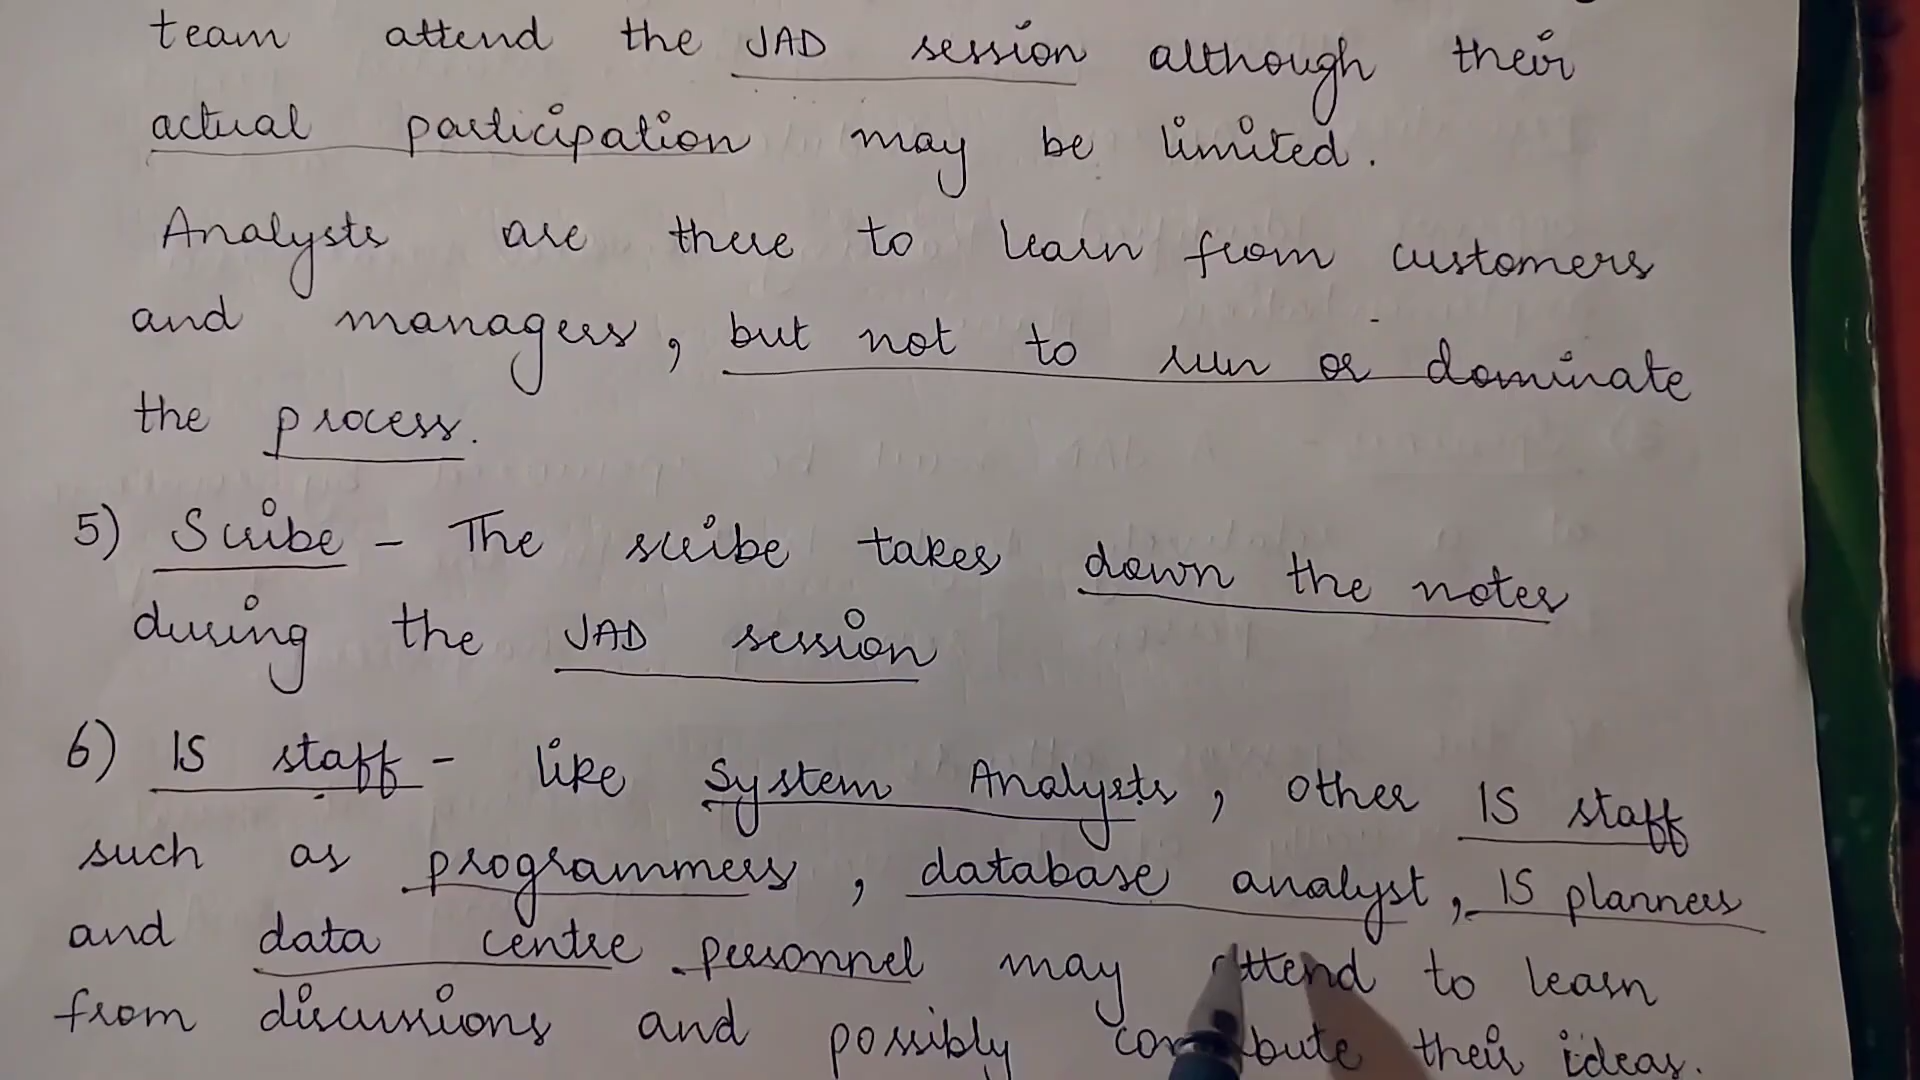 team attend the JAD session although their
actual participation may be limited.
Analysts are there to learn from customers
and managers, but not to run or dominate
the process.
5) Scribe - The scribe takes down the notes
during the JAD session
6) IS staff - like System Analysts, other IS staff
such as programmers, database analyst, IS planners
and data centre personnel may attend to learn
from discussions and possibly contribute their ideas.